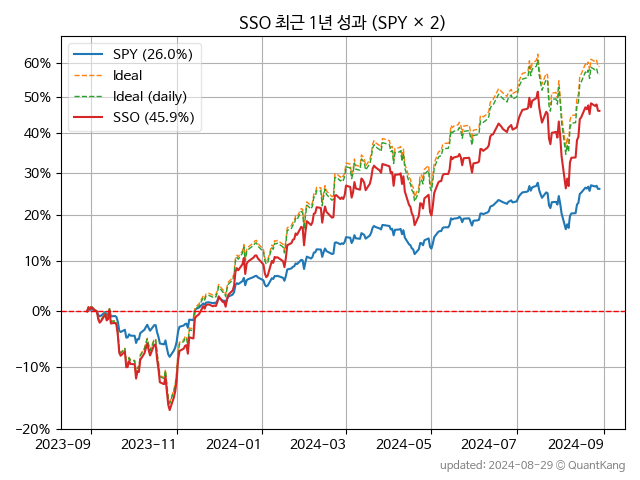 SSO 최근 1년 성과 (SPY × 2)
SPY (26.0%)
Ideal
Ideal (daily)
SSO (45.9%)
60%
50%
40%
30%
20%
10%
0%
−10%
−20%
2023-09
2023-11
2024-01
2024-03
2024-05
2024-07
2024-09
updated: 2024-08-29 © QuantKang